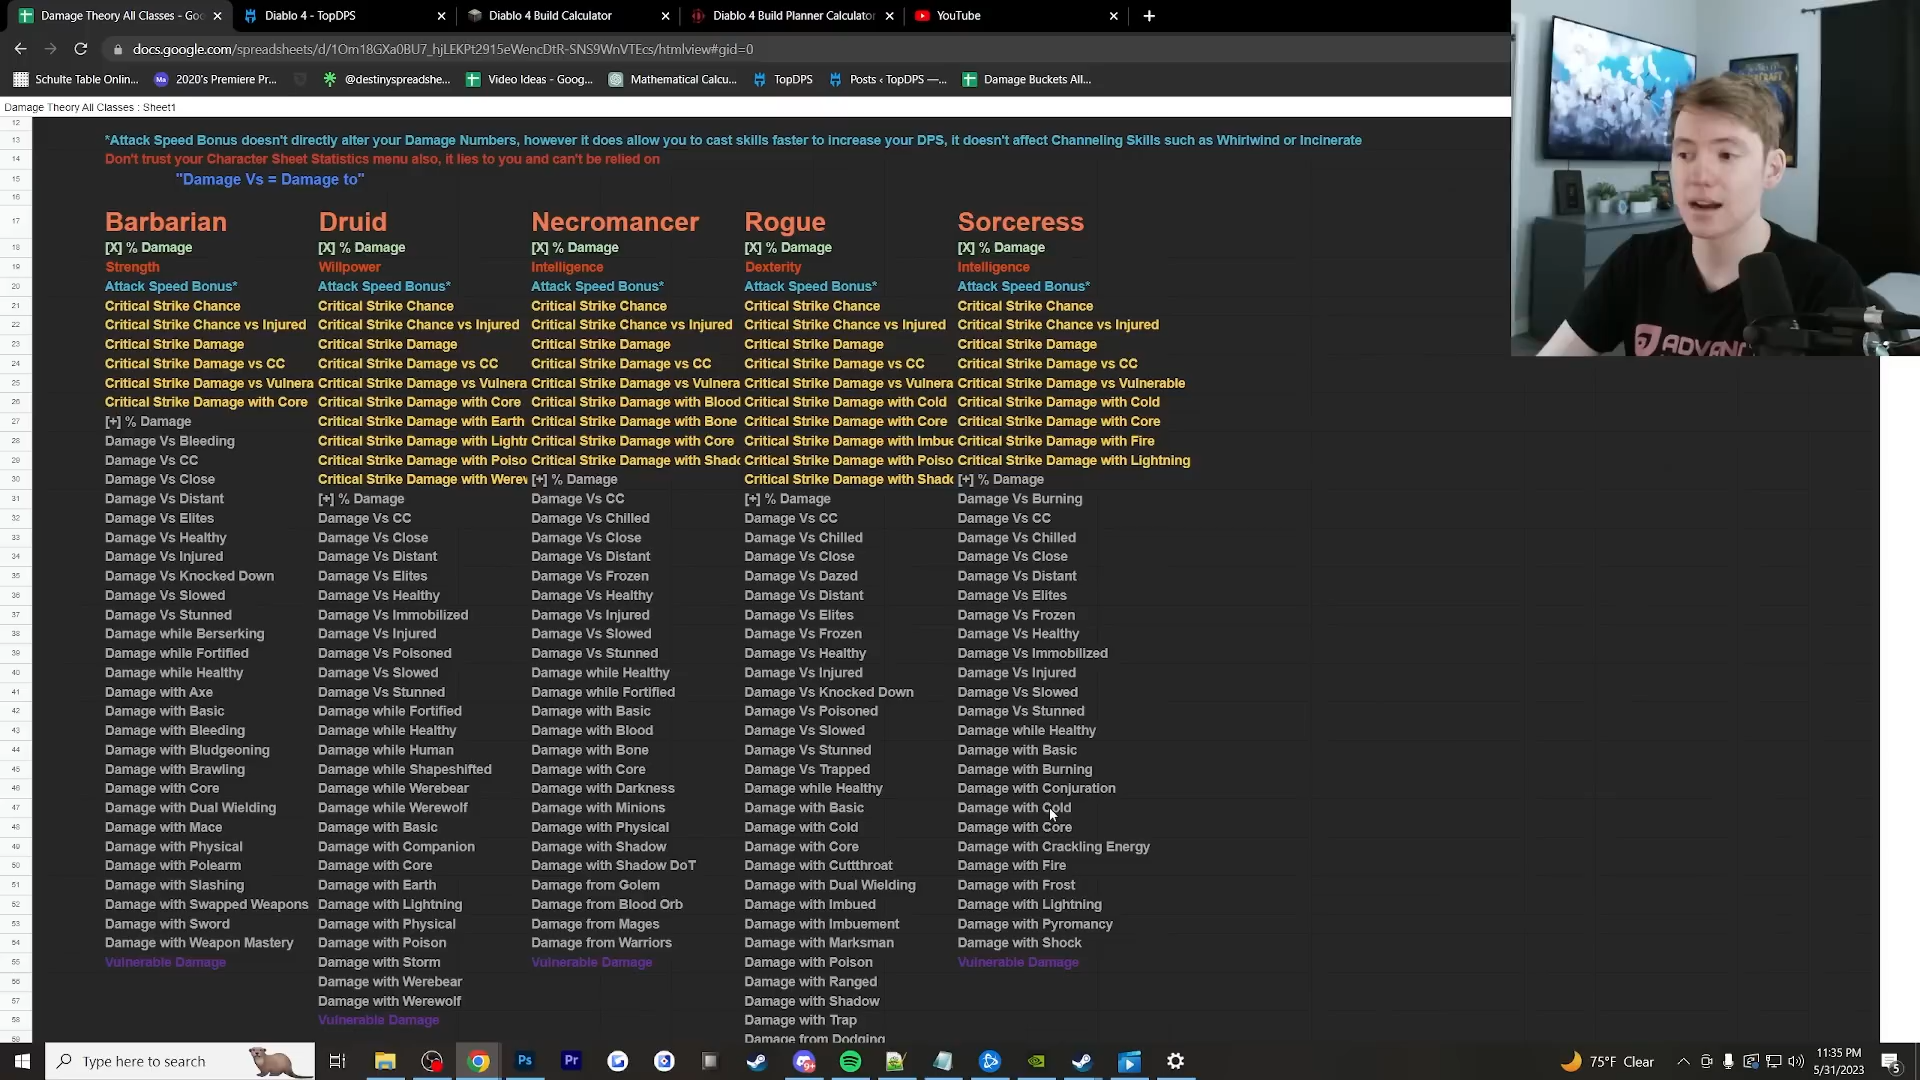 Damage Theory All Classes - Goo
Diablo 4 - TopDPS
Diablo 4 Build Calculator
Diablo 4 Build Planner Calculator
YouTube
docs.google.com/spreadsheets/d/1Om18GXa0BU7_hjLEKPt2915eWencDtR-SNS9WnVTEcs/htmlview#gid=0
Schulte Table Onlin...
Ma
2020's Premiere Pr...
@destinyspreadshe...
Video Ideas - Goog...
Mathematical Calcu...
TopDPS
Posts ‹ TopDPS —...
Damage Buckets All...
Damage Theory All Classes : Sheet1
*Attack Speed Bonus doesn't directly alter your Damage Numbers, however it does allow you to cast skills faster to increase your DPS, it doesn't affect Channeling Skills such as Whirlwind or Incinerate
Don't trust your Character Sheet Statistics menu also, it lies to you and can't be relied on
"Damage Vs = Damage to"
Barbarian
[X] % Damage
Strength
Attack Speed Bonus*
Critical Strike Chance
Critical Strike Chance vs Injured
Critical Strike Damage
Critical Strike Damage vs CC
Critical Strike Damage vs Vulnera
Critical Strike Damage with Core
[+] % Damage
Damage Vs Bleeding
Damage Vs CC
Damage Vs Close
Damage Vs Distant
Damage Vs Elites
Damage Vs Healthy
Damage Vs Injured
Damage Vs Knocked Down
Damage Vs Slowed
Damage Vs Stunned
Damage while Berserking
Damage while Fortified
Damage while Healthy
Damage with Axe
Damage with Basic
Damage with Bleeding
Damage with Bludgeoning
Damage with Brawling
Damage with Core
Damage with Dual Wielding
Damage with Mace
Damage with Physical
Damage with Polearm
Damage with Slashing
Damage with Swapped Weapons
Damage with Sword
Damage with Weapon Mastery
Vulnerable Damage
Druid
[X] % Damage
Willpower
Attack Speed Bonus*
Critical Strike Chance
Critical Strike Chance vs Injured
Critical Strike Damage
Critical Strike Damage vs CC
Critical Strike Damage vs Vulnera
Critical Strike Damage with Core
Critical Strike Damage with Earth
Critical Strike Damage with Lightr
Critical Strike Damage with Poiso
Critical Strike Damage with Werev
[+] % Damage
Damage Vs CC
Damage Vs Close
Damage Vs Distant
Damage Vs Elites
Damage Vs Healthy
Damage Vs Immobilized
Damage Vs Injured
Damage Vs Poisoned
Damage Vs Slowed
Damage Vs Stunned
Damage while Fortified
Damage while Healthy
Damage while Human
Damage while Shapeshifted
Damage while Werebear
Damage while Werewolf
Damage with Basic
Damage with Companion
Damage with Core
Damage with Earth
Damage with Lightning
Damage with Physical
Damage with Poison
Damage with Storm
Damage with Werebear
Damage with Werewolf
Vulnerable Damage
Necromancer
[X] % Damage
Intelligence
Attack Speed Bonus*
Critical Strike Chance
Critical Strike Chance vs Injured
Critical Strike Damage
Critical Strike Damage vs CC
Critical Strike Damage vs Vulnera
Critical Strike Damage with Blood
Critical Strike Damage with Bone
Critical Strike Damage with Core
Critical Strike Damage with Shado
[+] % Damage
Damage Vs CC
Damage Vs Chilled
Damage Vs Close
Damage Vs Distant
Damage Vs Frozen
Damage Vs Healthy
Damage Vs Injured
Damage Vs Slowed
Damage Vs Stunned
Damage while Healthy
Damage while Fortified
Damage with Basic
Damage with Blood
Damage with Bone
Damage with Core
Damage with Darkness
Damage with Minions
Damage with Physical
Damage with Shadow
Damage with Shadow DoT
Damage from Golem
Damage from Blood Orb
Damage from Mages
Damage from Warriors
Vulnerable Damage
Rogue
[X] % Damage
Dexterity
Attack Speed Bonus*
Critical Strike Chance
Critical Strike Chance vs Injured
Critical Strike Damage
Critical Strike Damage vs CC
Critical Strike Damage vs Vulnera
Critical Strike Damage with Cold
Critical Strike Damage with Core
Critical Strike Damage with Imbue
Critical Strike Damage with Poiso
Critical Strike Damage with Shado
[+] % Damage
Damage Vs CC
Damage Vs Chilled
Damage Vs Close
Damage Vs Dazed
Damage Vs Distant
Damage Vs Elites
Damage Vs Frozen
Damage Vs Healthy
Damage Vs Injured
Damage Vs Knocked Down
Damage Vs Poisoned
Damage Vs Slowed
Damage Vs Stunned
Damage Vs Trapped
Damage while Healthy
Damage with Basic
Damage with Cold
Damage with Core
Damage with Cuttthroat
Damage with Dual Wielding
Damage with Imbued
Damage with Imbuement
Damage with Marksman
Damage with Poison
Damage with Ranged
Damage with Shadow
Damage with Trap
Damage from Dodging
Sorceress
[X] % Damage
Intelligence
Attack Speed Bonus*
Critical Strike Chance
Critical Strike Chance vs Injured
Critical Strike Damage
Critical Strike Damage vs CC
Critical Strike Damage vs Vulnerable
Critical Strike Damage with Cold
Critical Strike Damage with Core
Critical Strike Damage with Fire
Critical Strike Damage with Lightning
[+] % Damage
Damage Vs Burning
Damage Vs CC
Damage Vs Chilled
Damage Vs Close
Damage Vs Distant
Damage Vs Elites
Damage Vs Frozen
Damage Vs Healthy
Damage Vs Immobilized
Damage Vs Injured
Damage Vs Slowed
Damage Vs Stunned
Damage while Healthy
Damage with Basic
Damage with Burning
Damage with Conjuration
Damage with Cold
Damage with Core
Damage with Crackling Energy
Damage with Fire
Damage with Frost
Damage with Lightning
Damage with Pyromancy
Damage with Shock
Vulnerable Damage
ADVANC
Type here to search
75°F Clear
11:35 PM
5/31/2023